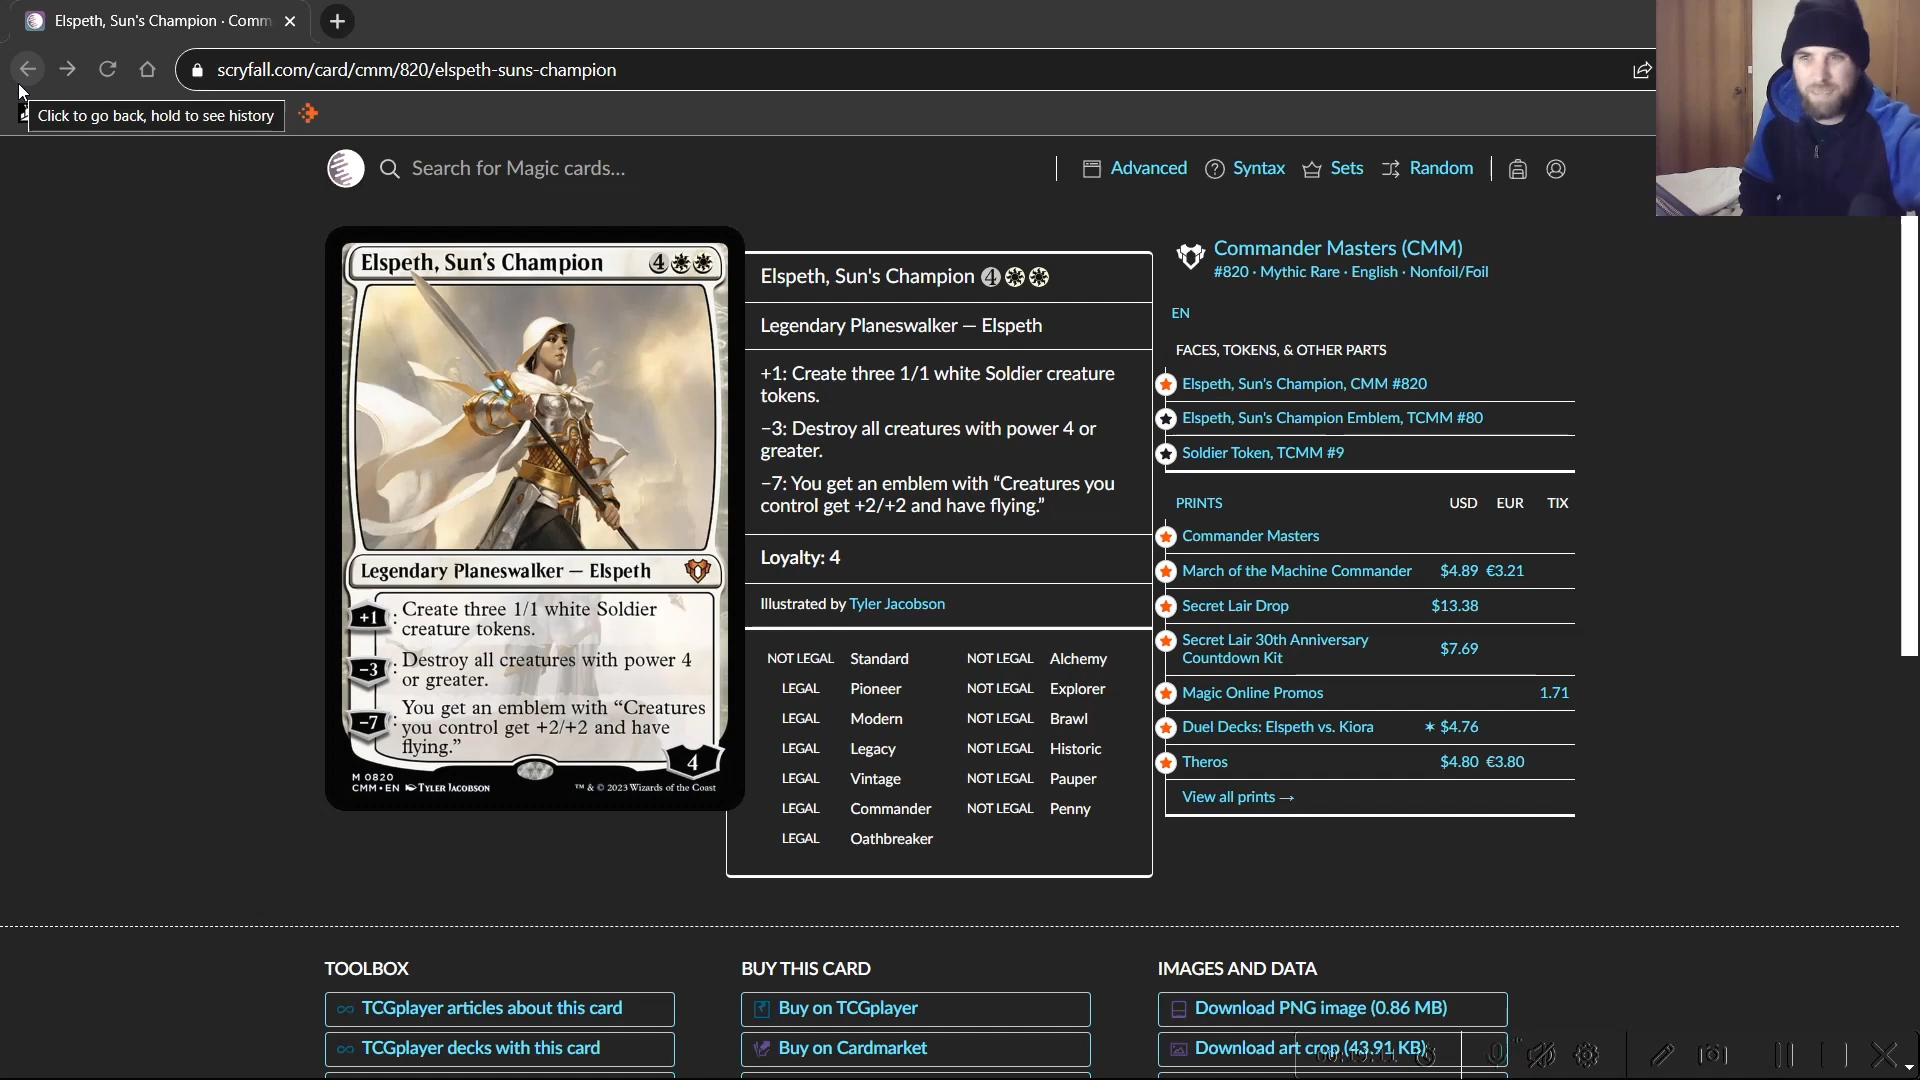 Elspeth, Sun's Champion · Comm
scryfall.com/card/cmm/820/elspeth-suns-champion
Click to go back, hold to see history
Search for Magic cards...
Advanced
Syntax
Sets
Random
Elspeth, Sun's Champion 4
Legendary Planeswalker — Elspeth
+1 : Create three 1/1 white Soldier
creature tokens.
−3 : Destroy all creatures with power 4
or greater.
−7 : You get an emblem with “Creatures
you control get +2/+2 and have
flying.”
4
M 0820
CMM • EN TYLER JACOBSON
™ & © 2023 Wizards of the Coast
Elspeth, Sun's Champion 4
Legendary Planeswalker — Elspeth
+1: Create three 1/1 white Soldier creature
tokens.
−3: Destroy all creatures with power 4 or
greater.
−7: You get an emblem with “Creatures you
control get +2/+2 and have flying.”
Loyalty: 4
Illustrated by Tyler Jacobson
NOT LEGAL Standard NOT LEGAL Alchemy
LEGAL Pioneer NOT LEGAL Explorer
LEGAL Modern NOT LEGAL Brawl
LEGAL Legacy NOT LEGAL Historic
LEGAL Vintage NOT LEGAL Pauper
LEGAL Commander NOT LEGAL Penny
LEGAL Oathbreaker
Commander Masters (CMM)
#820 · Mythic Rare · English · Nonfoil/Foil
EN
FACES, TOKENS, & OTHER PARTS
Elspeth, Sun's Champion, CMM #820
Elspeth, Sun's Champion Emblem, TCMM #80
Soldier Token, TCMM #9
PRINTS USD EUR TIX
Commander Masters
March of the Machine Commander $4.89 €3.21
Secret Lair Drop $13.38
Secret Lair 30th Anniversary
Countdown Kit $7.69
Magic Online Promos 1.71
Duel Decks: Elspeth vs. Kiora ✶ $4.76
Theros $4.80 €3.80
View all prints →
TOOLBOX
TCGplayer articles about this card
TCGplayer decks with this card
BUY THIS CARD
Buy on TCGplayer
Buy on Cardmarket
IMAGES AND DATA
Download PNG image (0.86 MB)
Download art crop (43.91 KB)